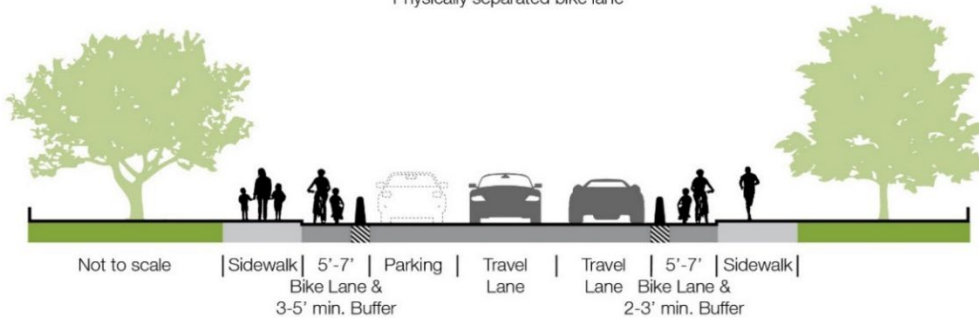 Physically separated bike lane
Not to scale | Sidewalk | 5'-7' | Parking | Travel | Travel | 5'-7' | Sidewalk |
Bike Lane & Lane Lane Bike Lane &
3-5' min. Buffer 2-3' min. Buffer